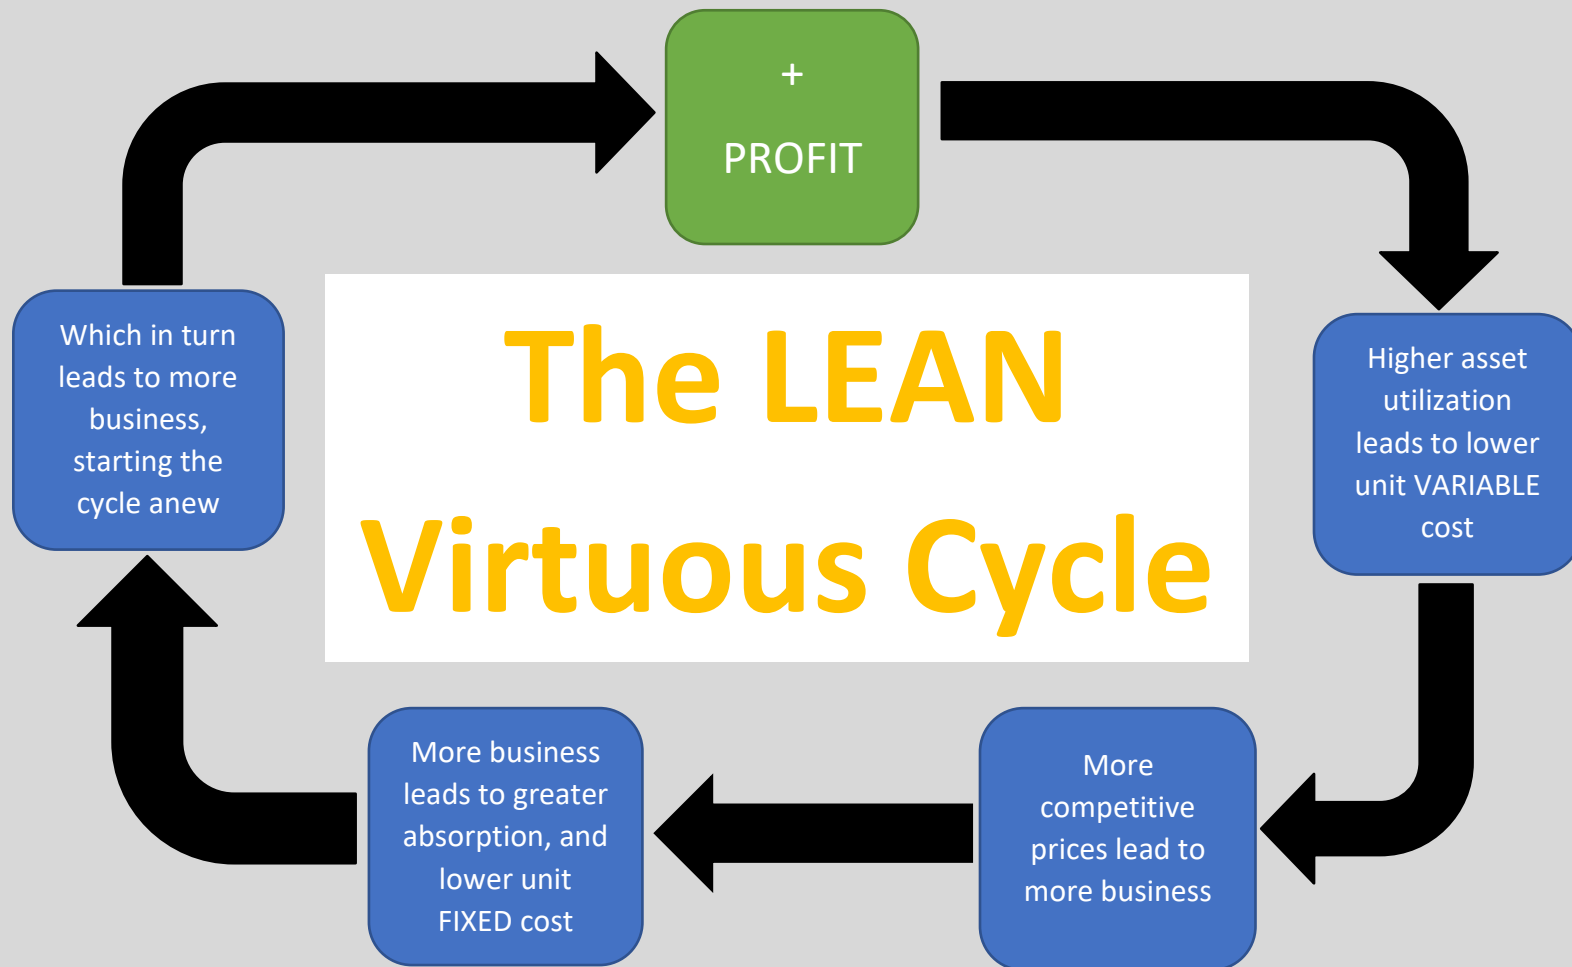 +
PROFIT
The LEAN
Virtuous Cycle
Higher asset
utilization
leads to lower
unit VARIABLE
cost
More
competitive
prices lead to
more business
More business
leads to greater
absorption, and
lower unit
FIXED cost
Which in turn
leads to more
business,
starting the
cycle anew